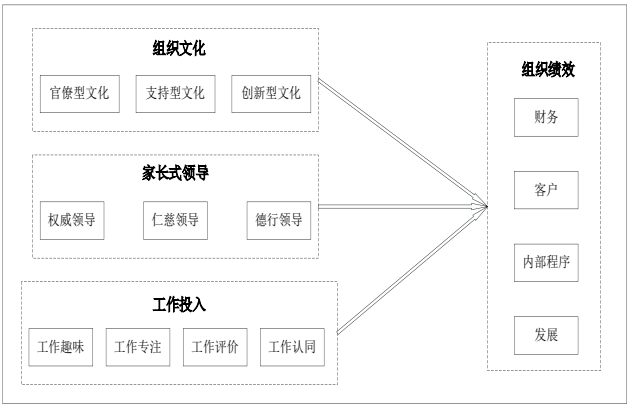 组织文化
官僚型文化
支持型文化
创新型文化
家长式领导
权威领导
仁慈领导
德行领导
工作投入
工作趣味
工作专注
工作评价
工作认同
组织绩效
财务
客户
内部程序
发展